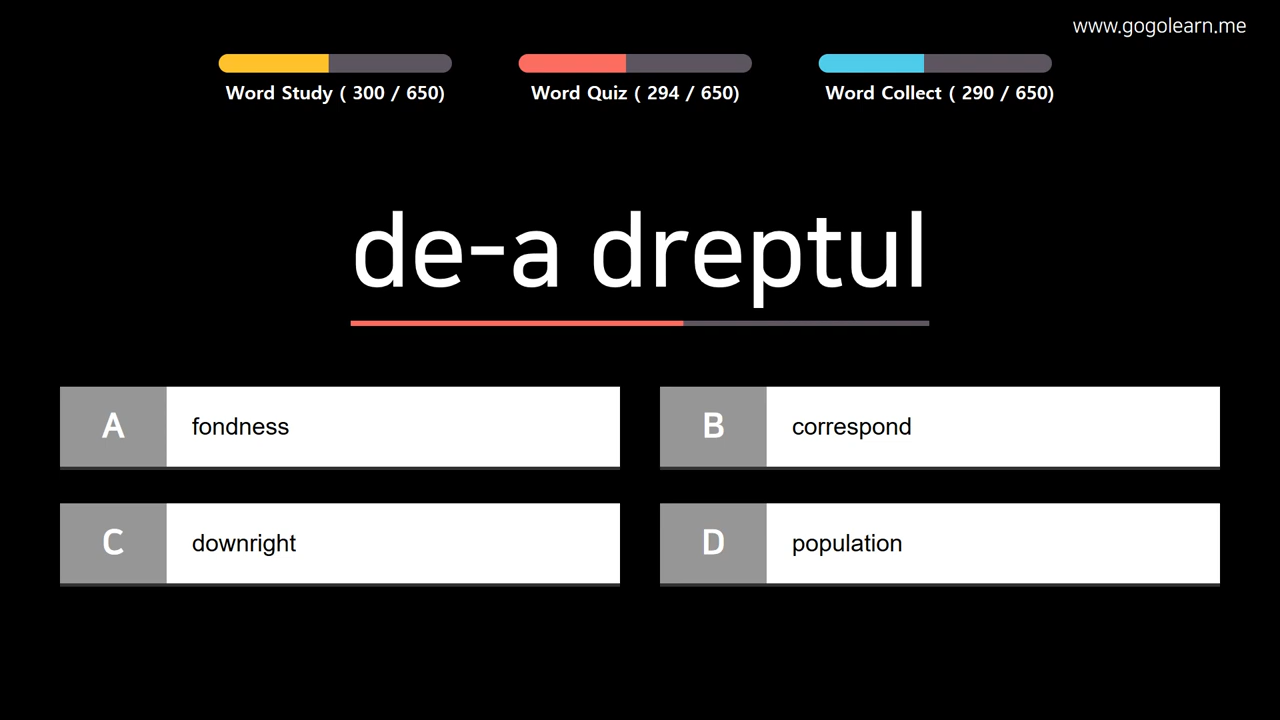 www.gogolearn.me
Word Study ( 300 / 650)
Word Quiz ( 294 / 650)
Word Collect ( 290 / 650)
de-a dreptul
A fondness
B correspond
C downright
D population